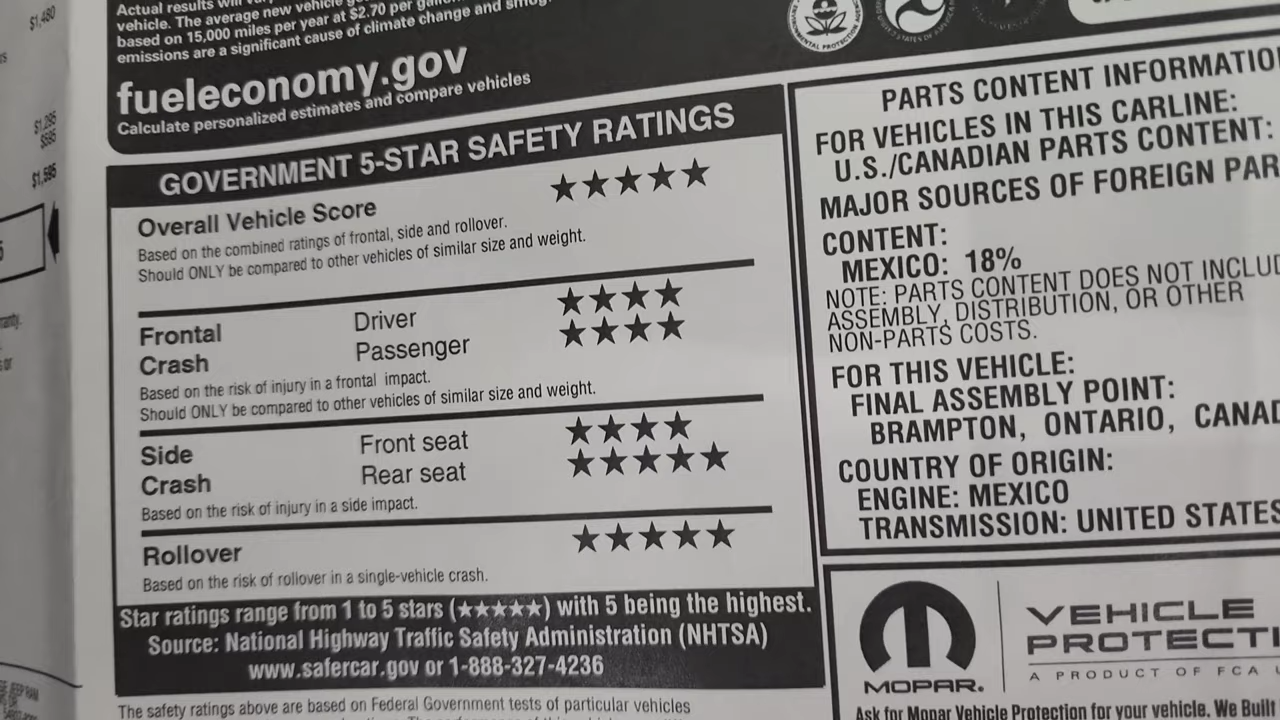 $1,480
$1,295
$595
$1,595
Actual results will
vehicle. The average new vehicle
based on 15,000 miles per year at $2.70 per
emissions are a significant cause of climate change and smog.
fueleconomy.gov
Calculate personalized estimates and compare vehicles
GOVERNMENT 5-STAR SAFETY RATINGS
Overall Vehicle Score ★★★★★
Based on the combined ratings of frontal, side and rollover.
Should ONLY be compared to other vehicles of similar size and weight.
Frontal Driver ★★★★
Crash Passenger ★★★★
Based on the risk of injury in a frontal impact.
Should ONLY be compared to other vehicles of similar size and weight.
Side Front seat ★★★★
Crash Rear seat ★★★★★
Based on the risk of injury in a side impact.
Rollover ★★★★★
Based on the risk of rollover in a single-vehicle crash.
Star ratings range from 1 to 5 stars (★★★★★) with 5 being the highest.
Source: National Highway Traffic Safety Administration (NHTSA)
www.safercar.gov or 1-888-327-4236
The safety ratings above are based on Federal Government tests of particular vehicles
PARTS CONTENT INFORMATIO
FOR VEHICLES IN THIS CARLINE:
U.S./CANADIAN PARTS CONTENT:
MAJOR SOURCES OF FOREIGN PAR
CONTENT:
MEXICO: 18%
NOTE: PARTS CONTENT DOES NOT INCLUD
ASSEMBLY, DISTRIBUTION, OR OTHER
NON-PARTS COSTS.
FOR THIS VEHICLE:
FINAL ASSEMBLY POINT:
BRAMPTON, ONTARIO, CANAD
COUNTRY OF ORIGIN:
ENGINE: MEXICO
TRANSMISSION: UNITED STATES
MOPAR.
VEHICLE
PROTECTI
A PRODUCT OF FCA
Ask for Mopar Vehicle Protection for your vehicle. We Built